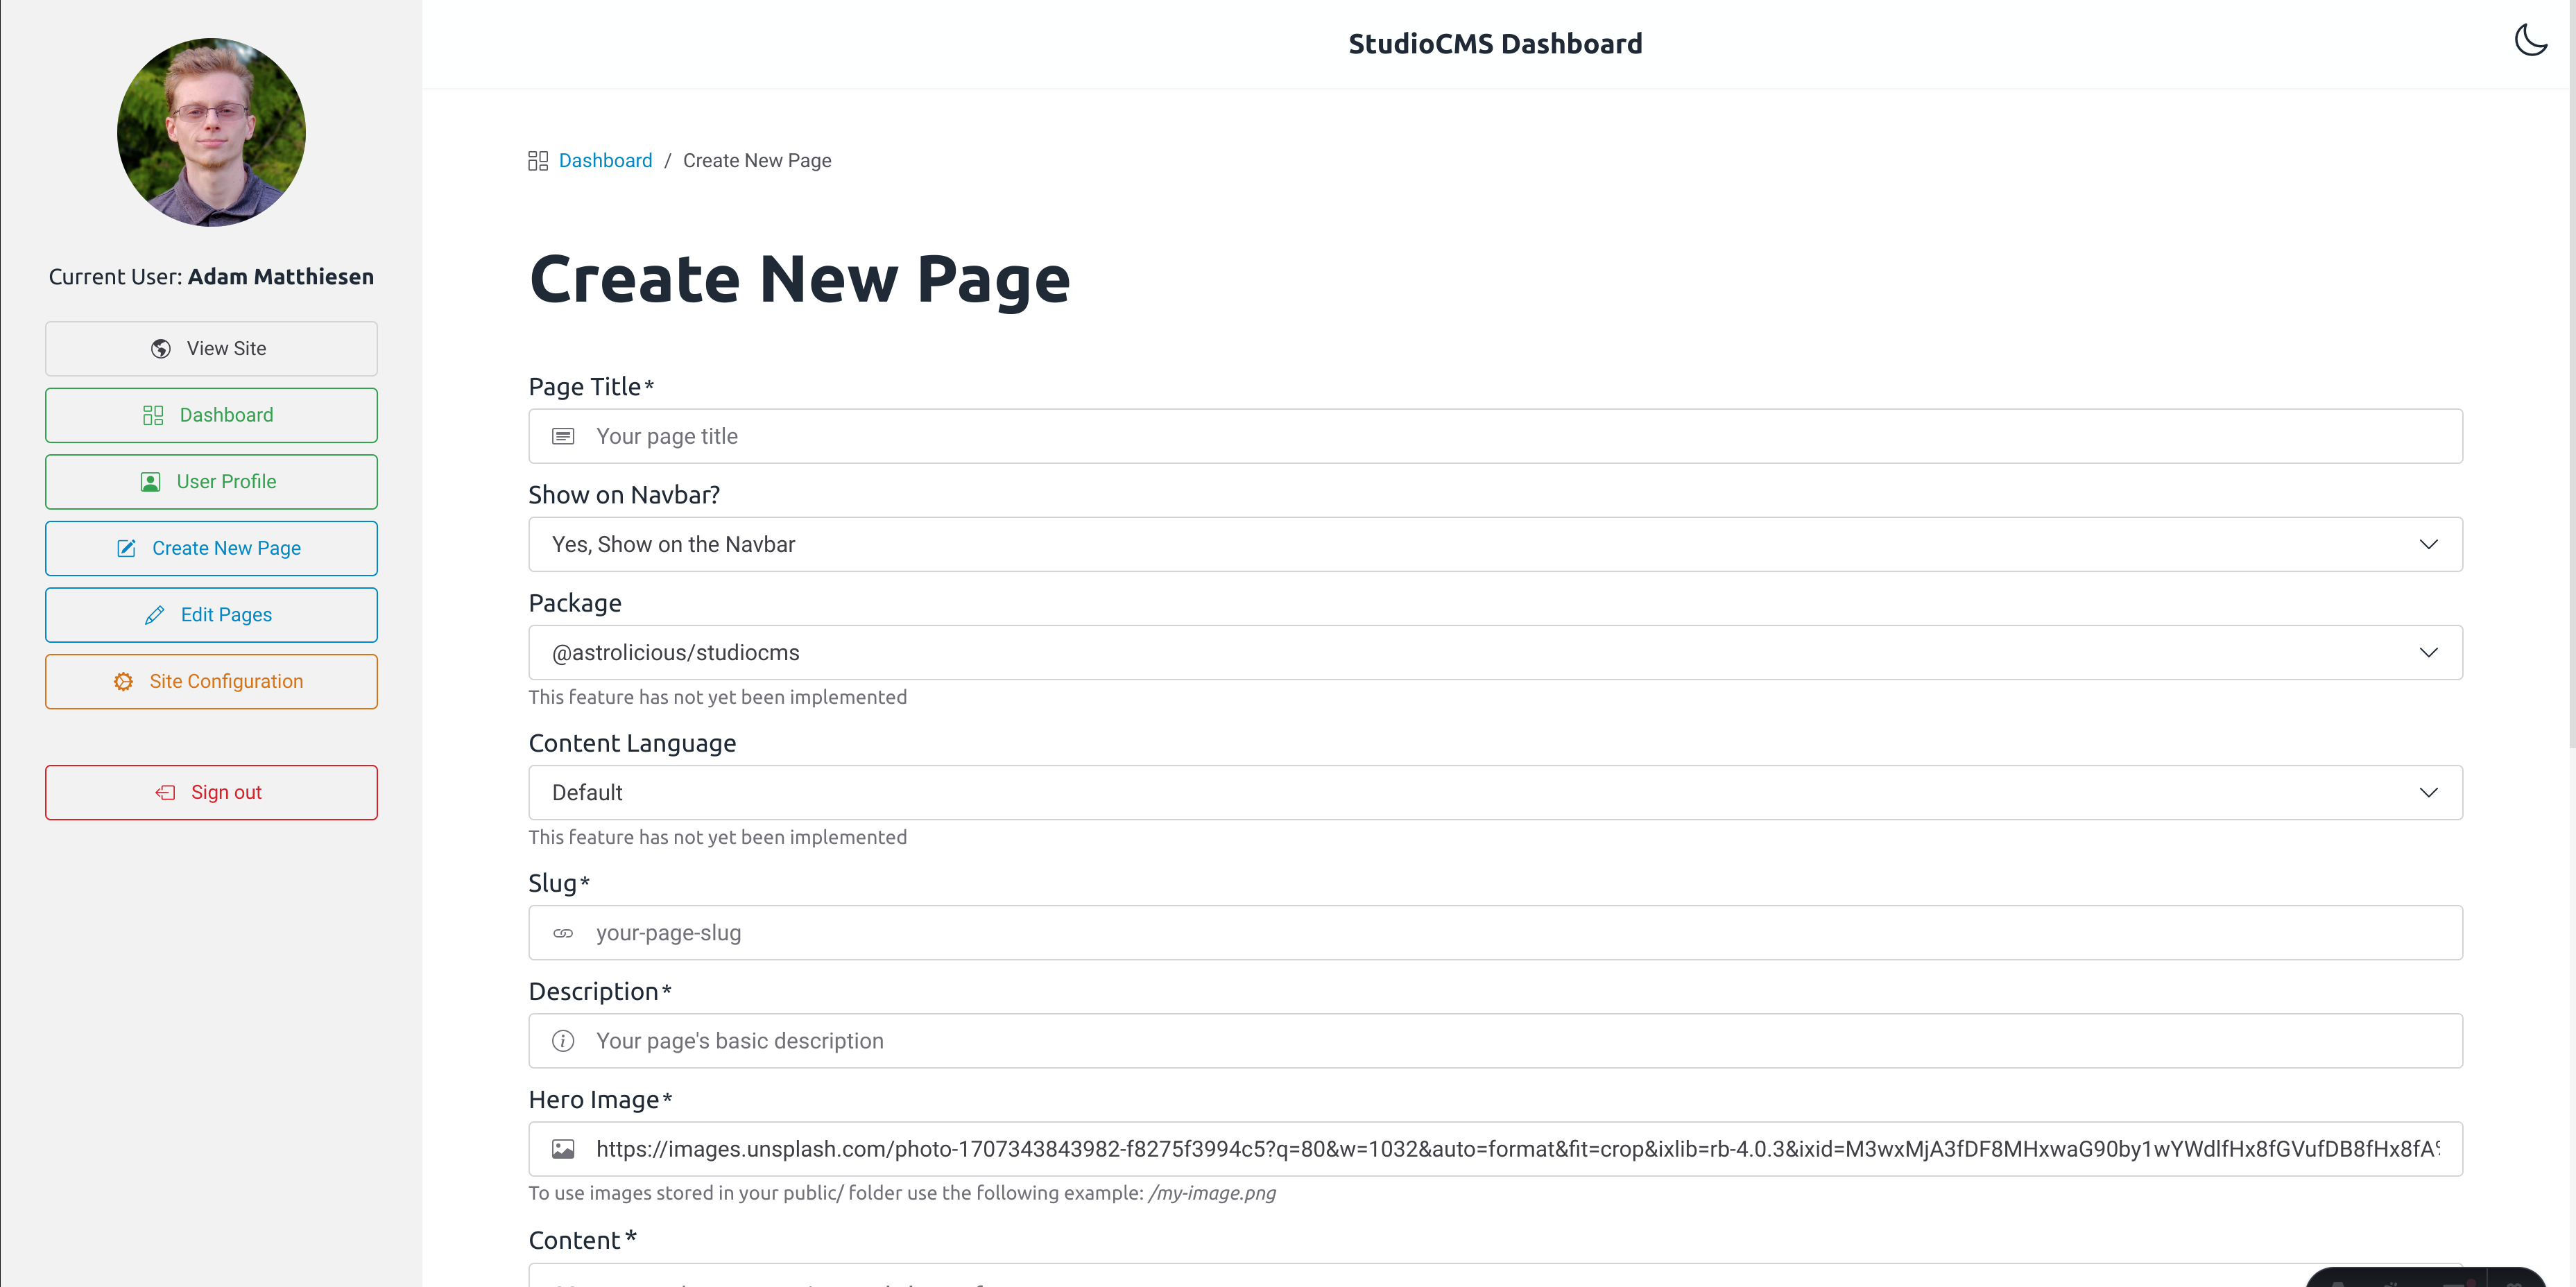 StudioCMS Dashboard
Current User: Adam Matthiesen
View Site
Dashboard
User Profile
Create New Page
Edit Pages
Site Configuration
Sign out
Dashboard / Create New Page
Create New Page
Page Title*
Your page title
Show on Navbar?
Yes, Show on the Navbar
Package
@astrolicious/studiocms
This feature has not yet been implemented
Content Language
Default
This feature has not yet been implemented
Slug*
your-page-slug
Description*
Your page's basic description
Hero Image*
https://images.unsplash.com/photo-1707343843982-f8275f3994c5?q=80&w=1032&auto=format&fit=crop&ixlib=rb-4.0.3&ixid=M3wxMjA3fDF8MHxwaG90by1wYWdlfHx8fGVufDB8fHx8fA%
To use images stored in your public/ folder use the following example: /my-image.png
Content*